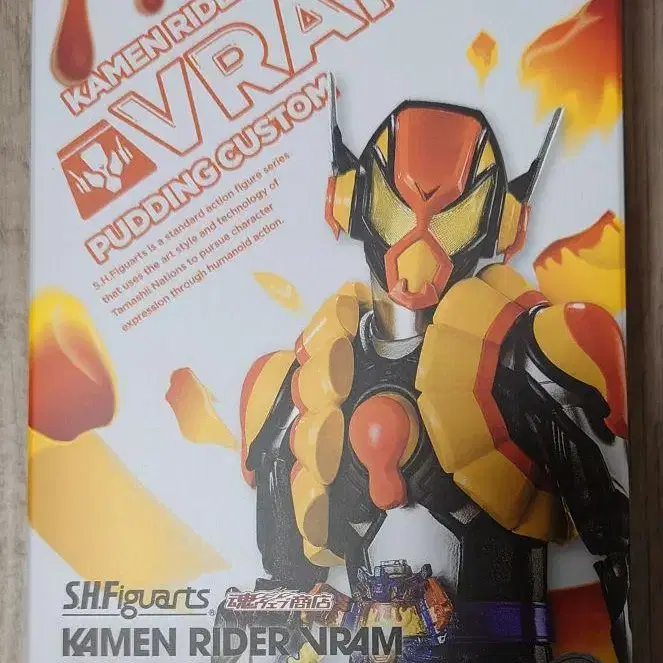 KAMEN RIDER
VRAM
PUDDING CUSTOM
S.H.Figuarts is a standard action figure series
that uses the art style and technology of
Tamashii Nations to pursue character
expression through humanoid action.
S.H.Figuarts 魂ウェブ商店
KAMEN RIDER VRAM